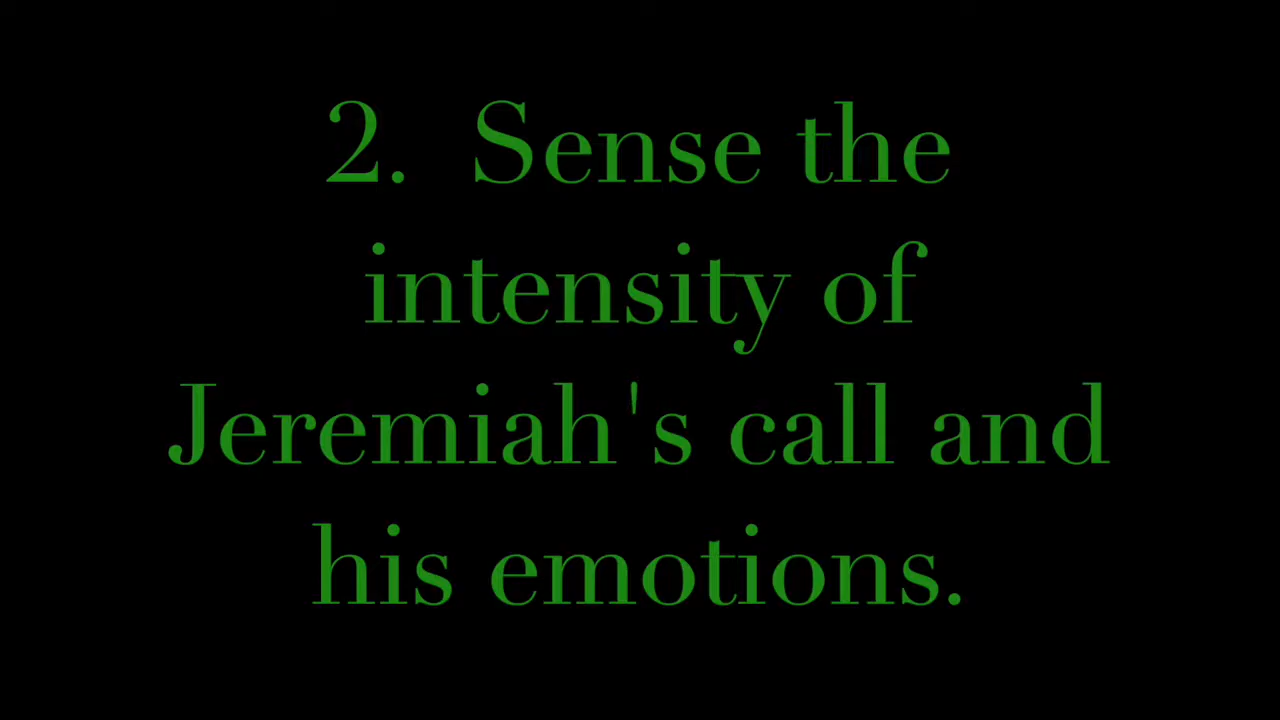 2.  Sense the
intensity of
Jeremiah's call and
his emotions.